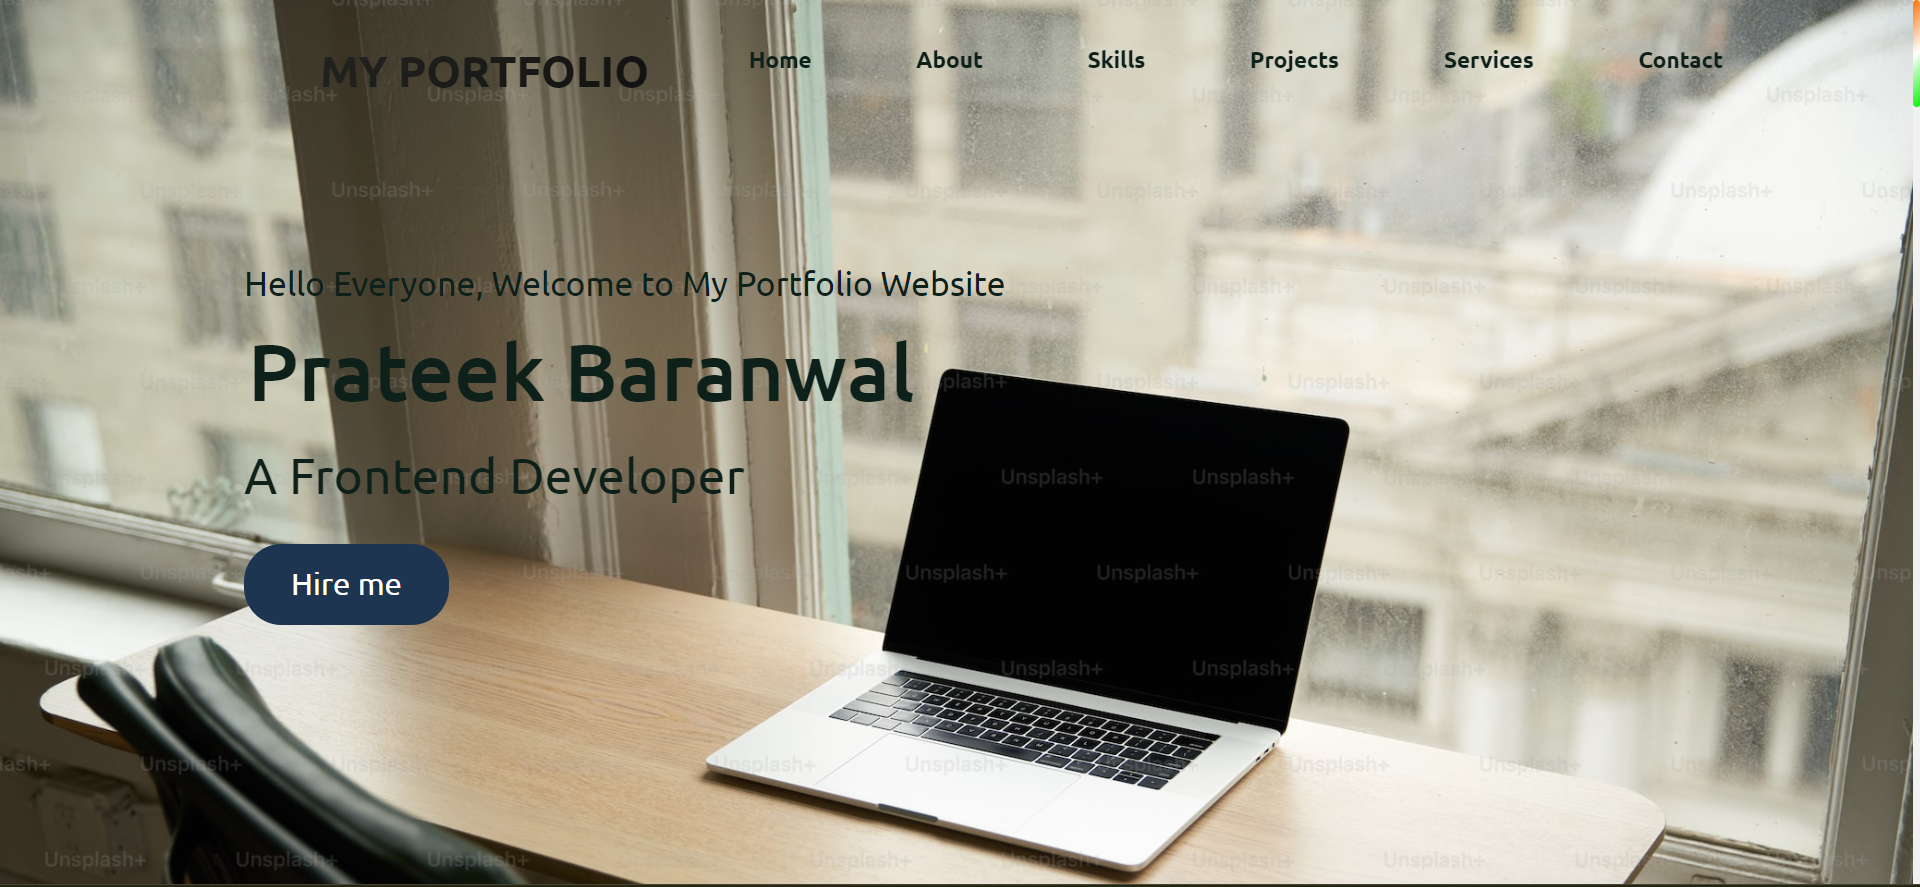 MY PORTFOLIO
Home About Skills Projects Services Contact
Hello Everyone, Welcome to My Portfolio Website
Prateek Baranwal
A Frontend Developer
Hire me
Unsplash+